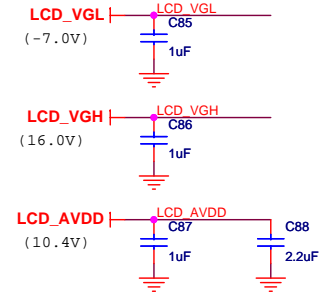 LCD_VGL
LCD_VGL
(-7.0V)
C85
1uF
LCD_VGH
LCD_VGH
(16.0V)
C86
1uF
LCD_AVDD
LCD_AVDD
(10.4V)
C87
1uF
C88
2.2uF